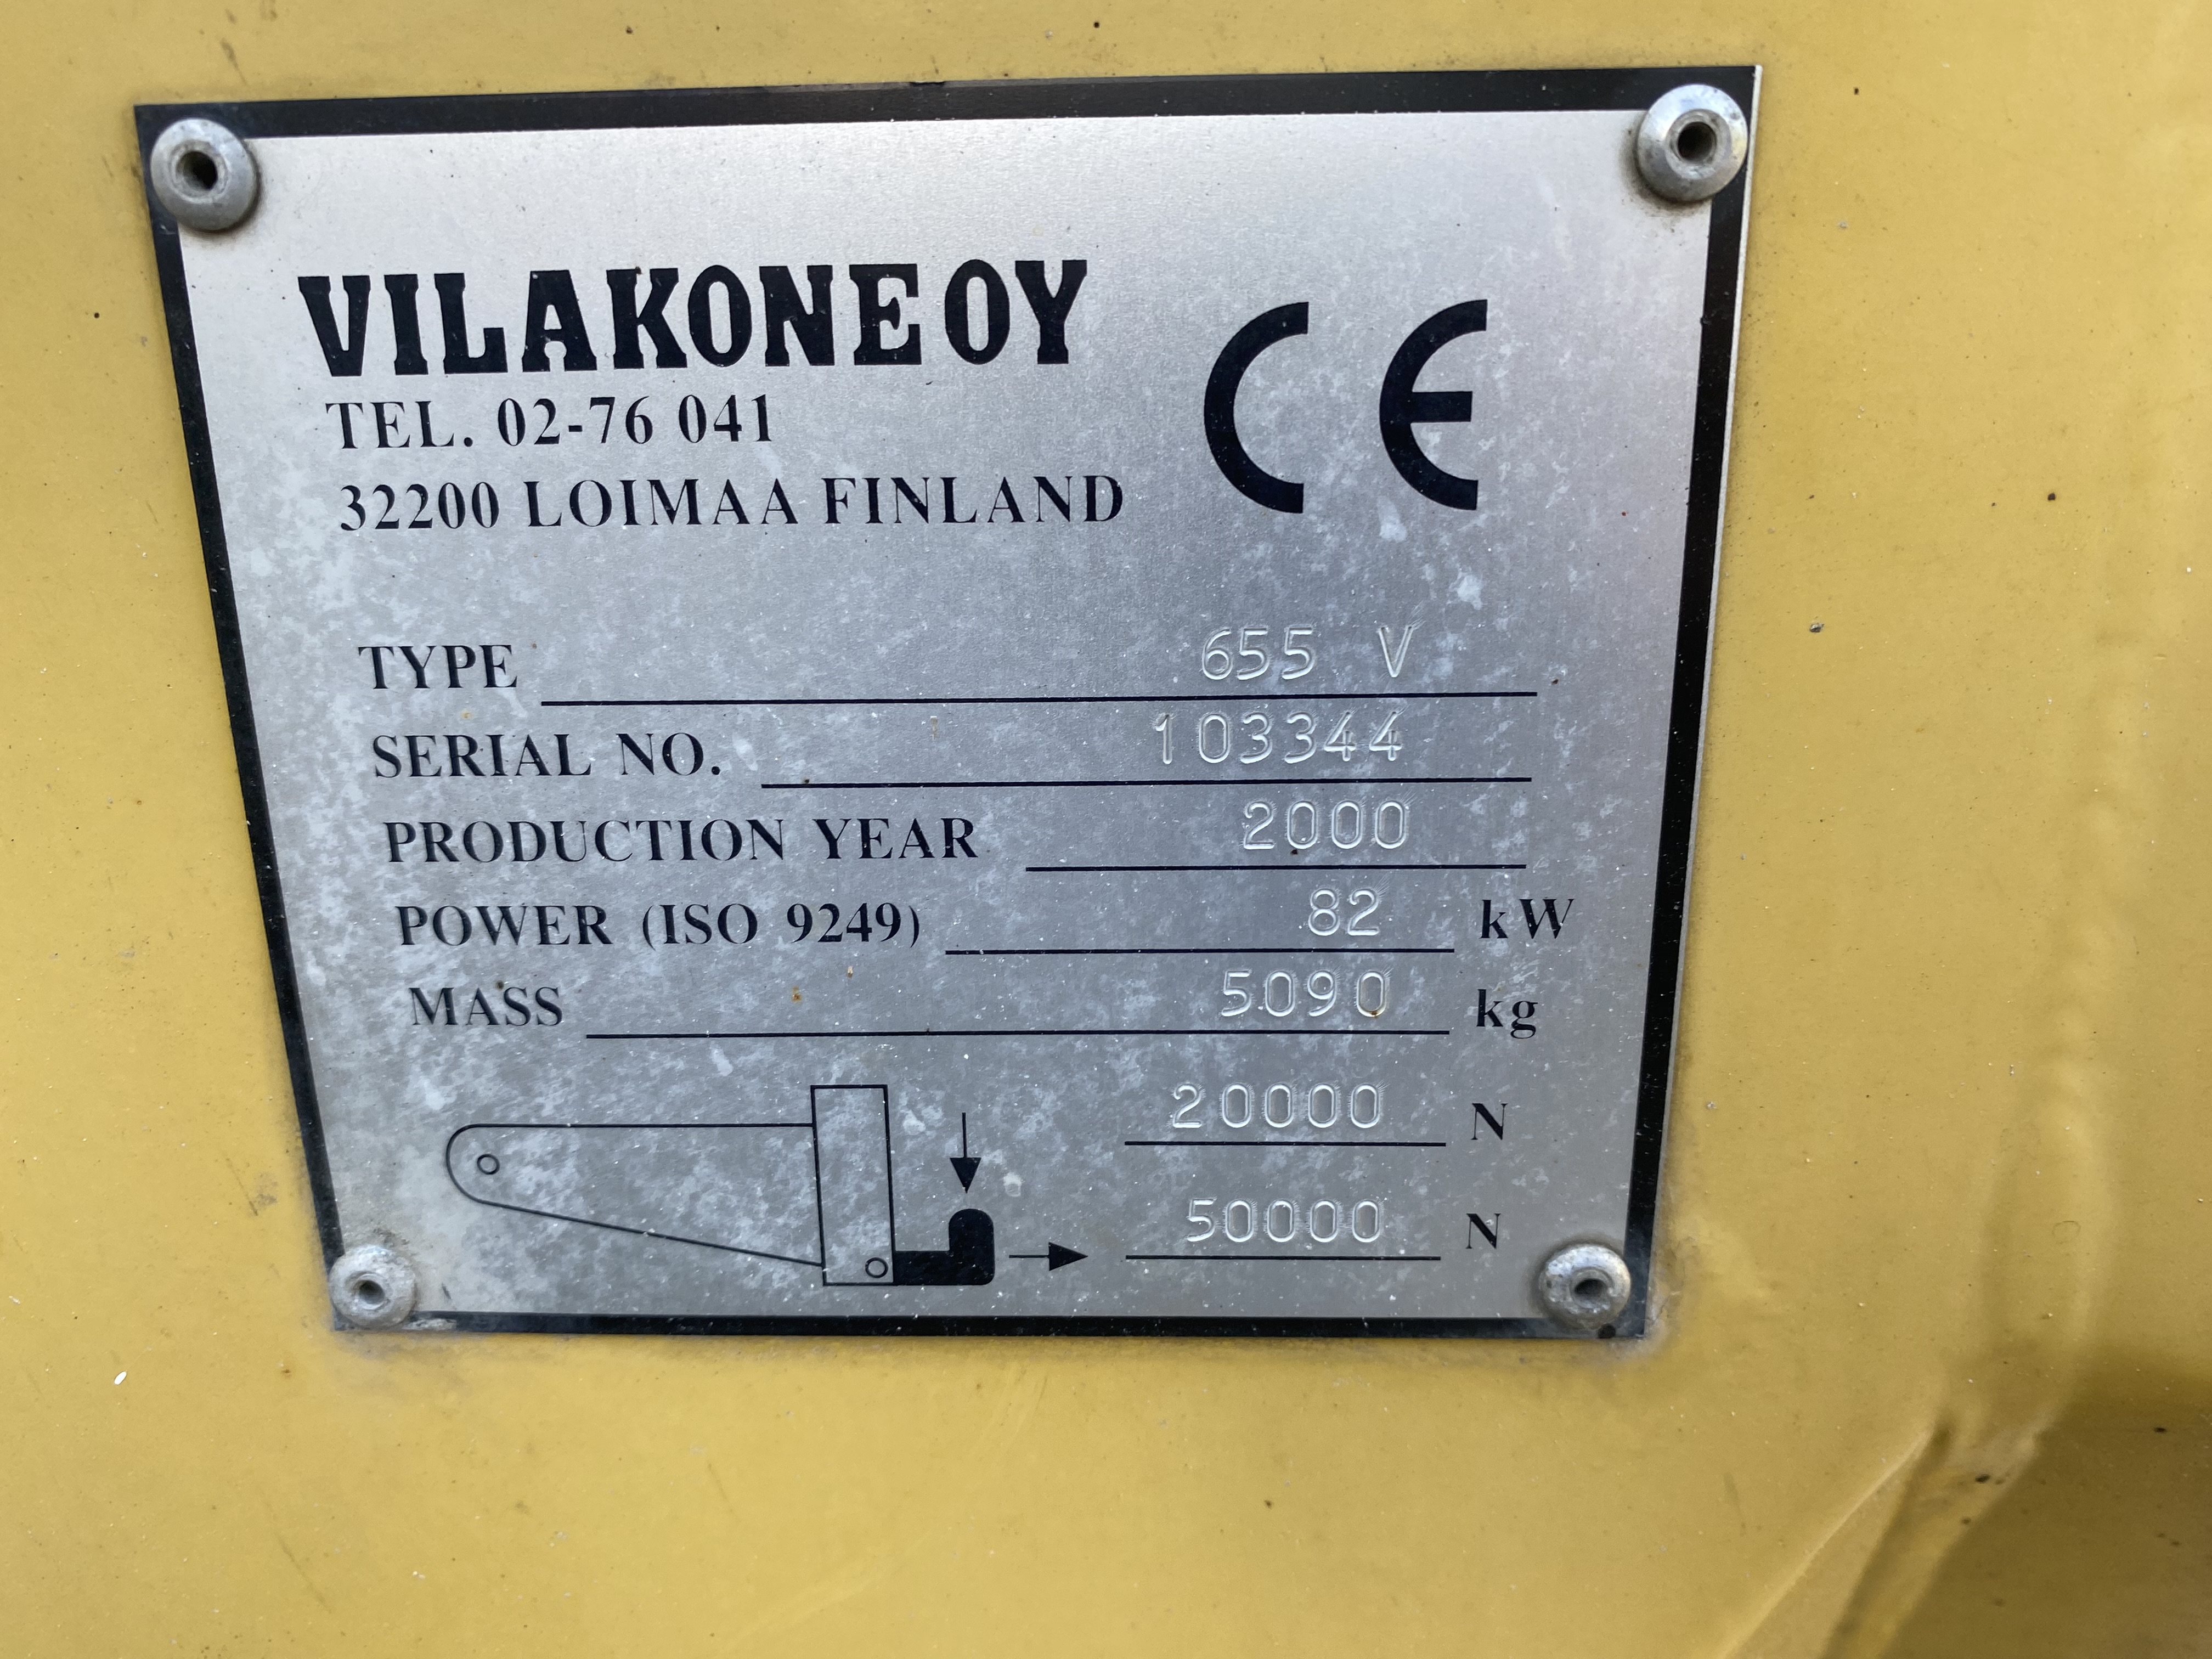 VILAKONE OY
TEL. 02-76 041
32200 LOIMAA FINLAND
CE
TYPE 655 V
SERIAL NO. 103344
PRODUCTION YEAR 2000
POWER (ISO 9249) 82 kW
MASS 5090 kg
20000 N
50000 N